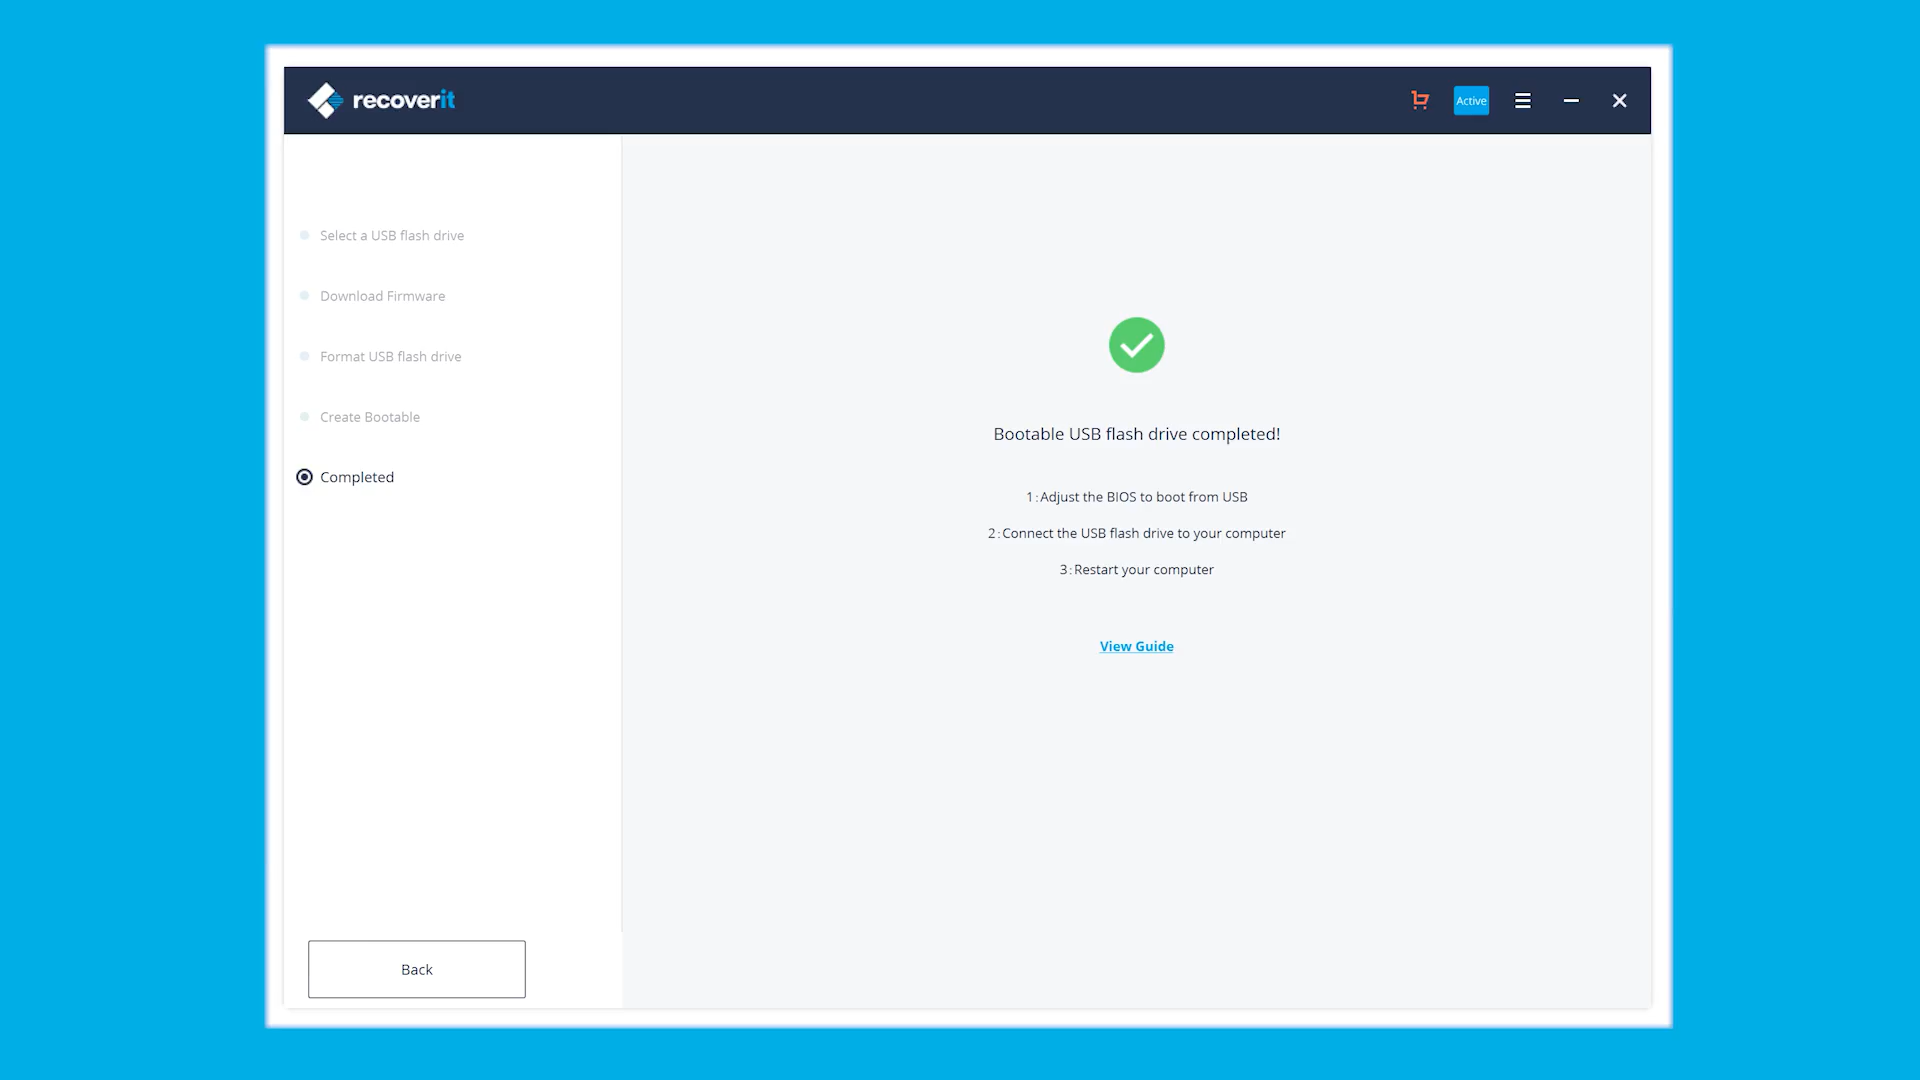 recoverit
Active
Select a USB flash drive
Download Firmware
Format USB flash drive
Create Bootable
Completed
Bootable USB flash drive completed!
1:Adjust the BIOS to boot from USB
2:Connect the USB flash drive to your computer
3:Restart your computer
View Guide
Back